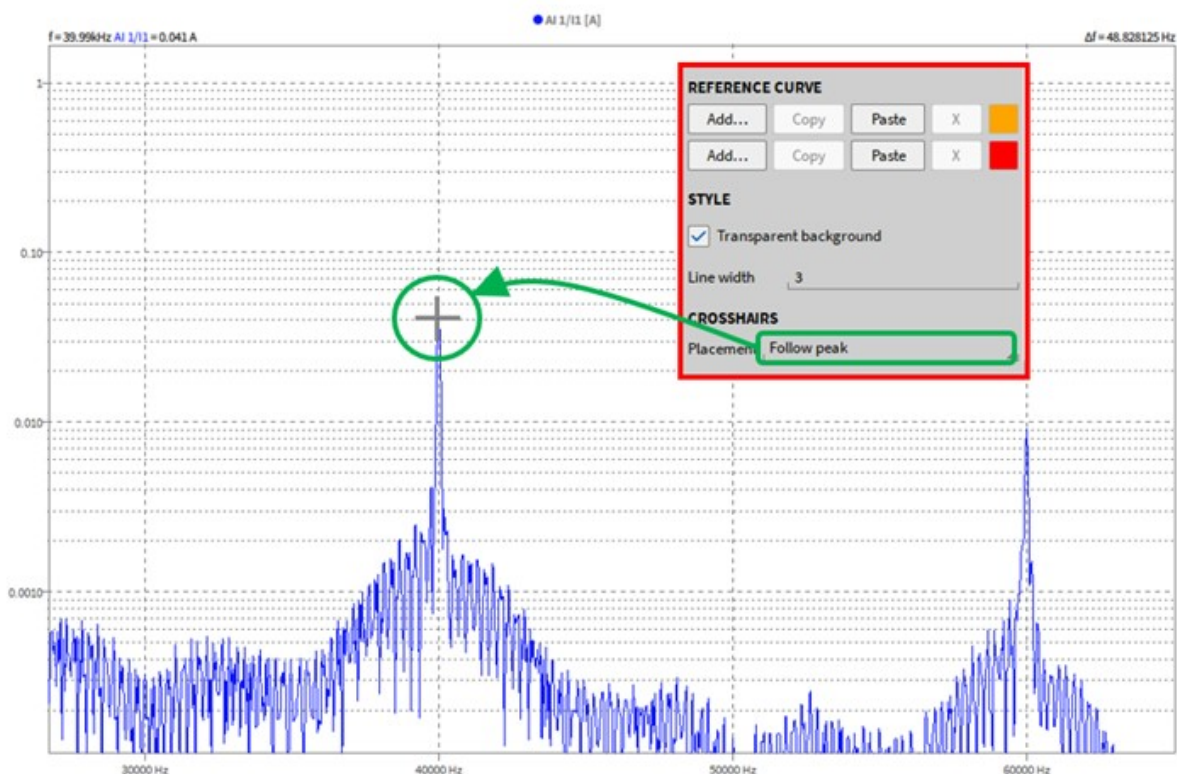 AI 1/I1 [A]
f=39.99kHz AI 1/I1=0.041 A
Δf=48.828125 Hz
1
0.10
0.010
0.0010
30000 Hz
40000 Hz
50000 Hz
60000 Hz
REFERENCE CURVE
Add... Copy Paste X
Add... Copy Paste X
STYLE
Transparent background
Line width 3
CROSSHAIRS
Placement Follow peak